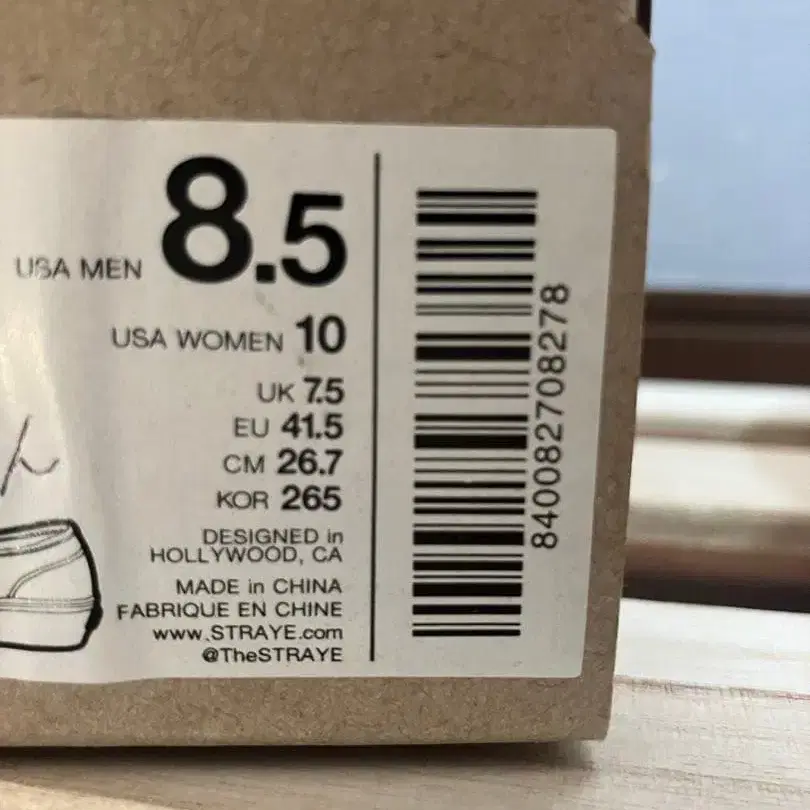 USA MEN 8.5
USA WOMEN 10
UK 7.5
EU 41.5
CM 26.7
KOR 265
DESIGNED in
HOLLYWOOD, CA
MADE in CHINA
FABRIQUE EN CHINE
www.STRAYE.com
@TheSTRAYE
840082708278